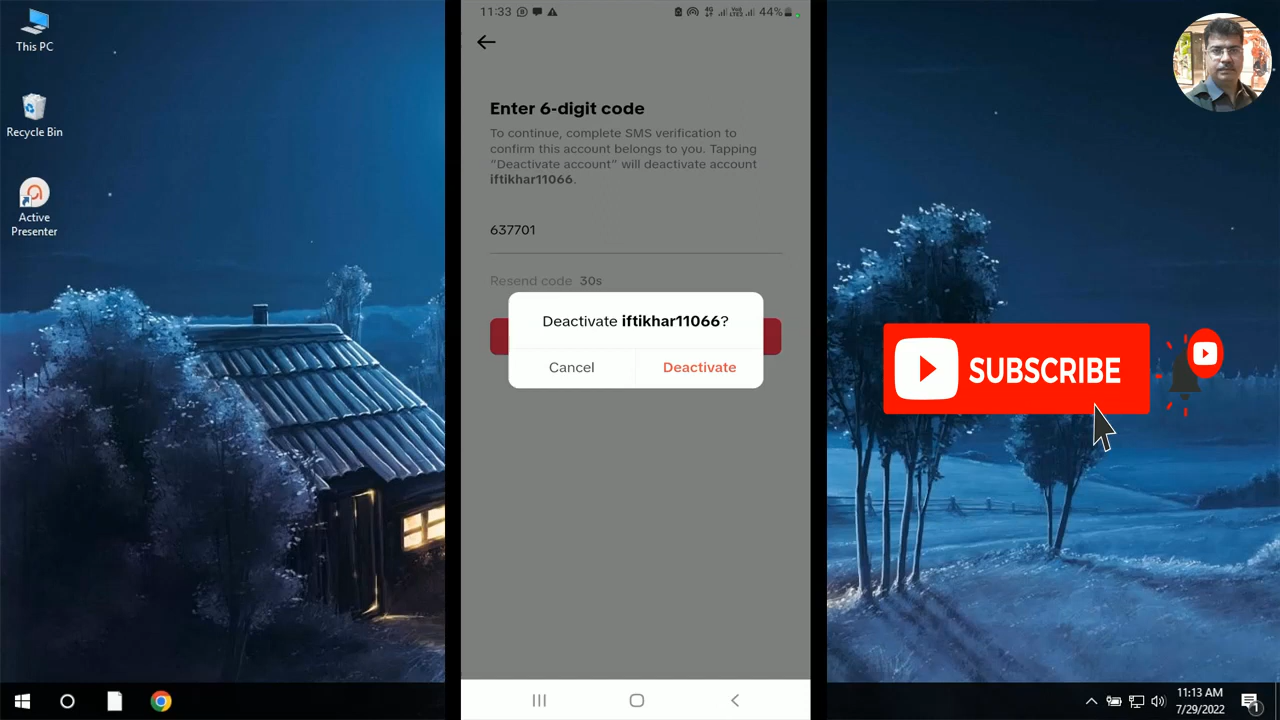 This PC
Recycle Bin
Active
Presenter
11:33
44%
Enter 6-digit code
To continue, complete SMS verification to
confirm this account belongs to you. Tapping
"Deactivate account" will deactivate account
iftikhar11066.
637701
Resend code 30s
Deactivate iftikhar11066?
Cancel
Deactivate
SUBSCRIBE
11:13 AM
7/29/2022
1